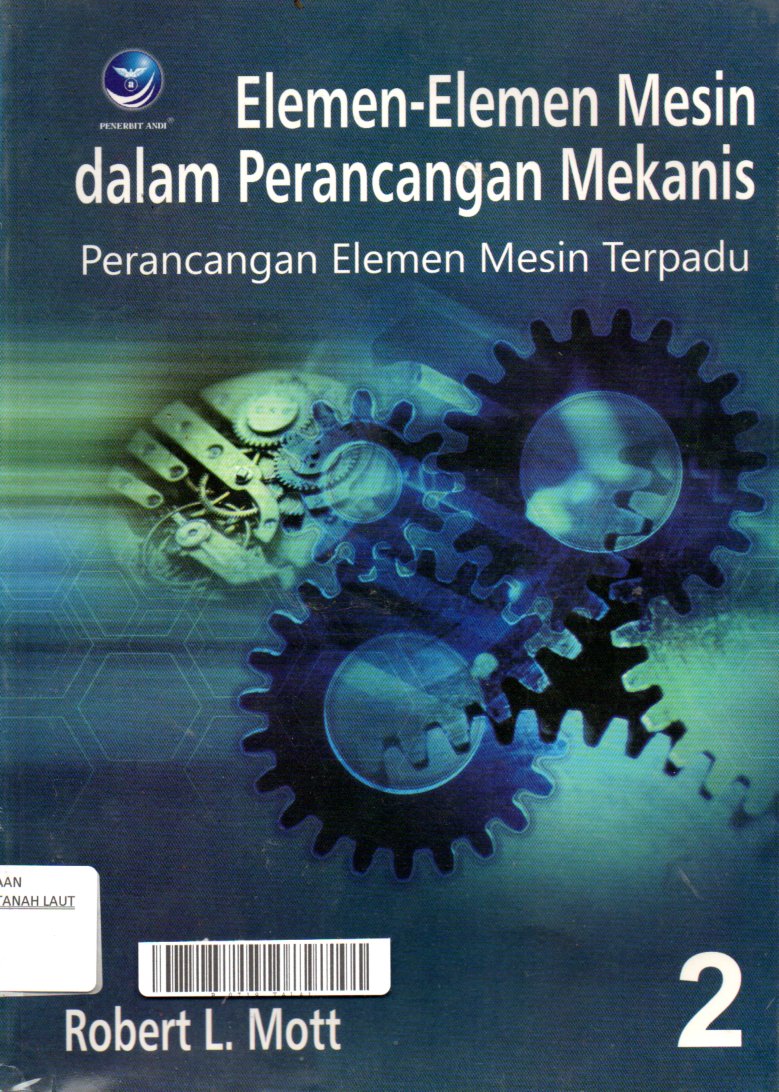 PENERBIT ANDI®
Elemen-Elemen Mesin
dalam Perancangan Mekanis
Perancangan Elemen Mesin Terpadu
AAN
TANAH LAUT
Robert L. Mott
2